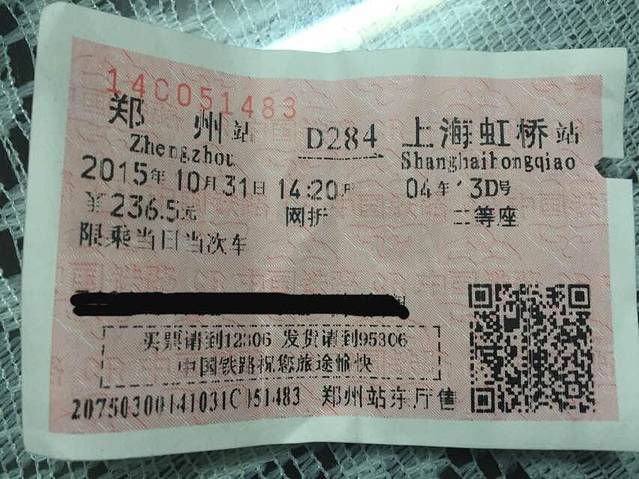 14C051483
郑 州站 D284 上海虹桥站
Zhengzhou Shanghaihongqiao
2015年10月31日 14:20开 04车13D号
￥236.5元 网折 二等座
限乘当日当次车
买票请到12306 发货请到95306
中国铁路祝您旅途愉快
20750300141031C051483 郑州站东厅售